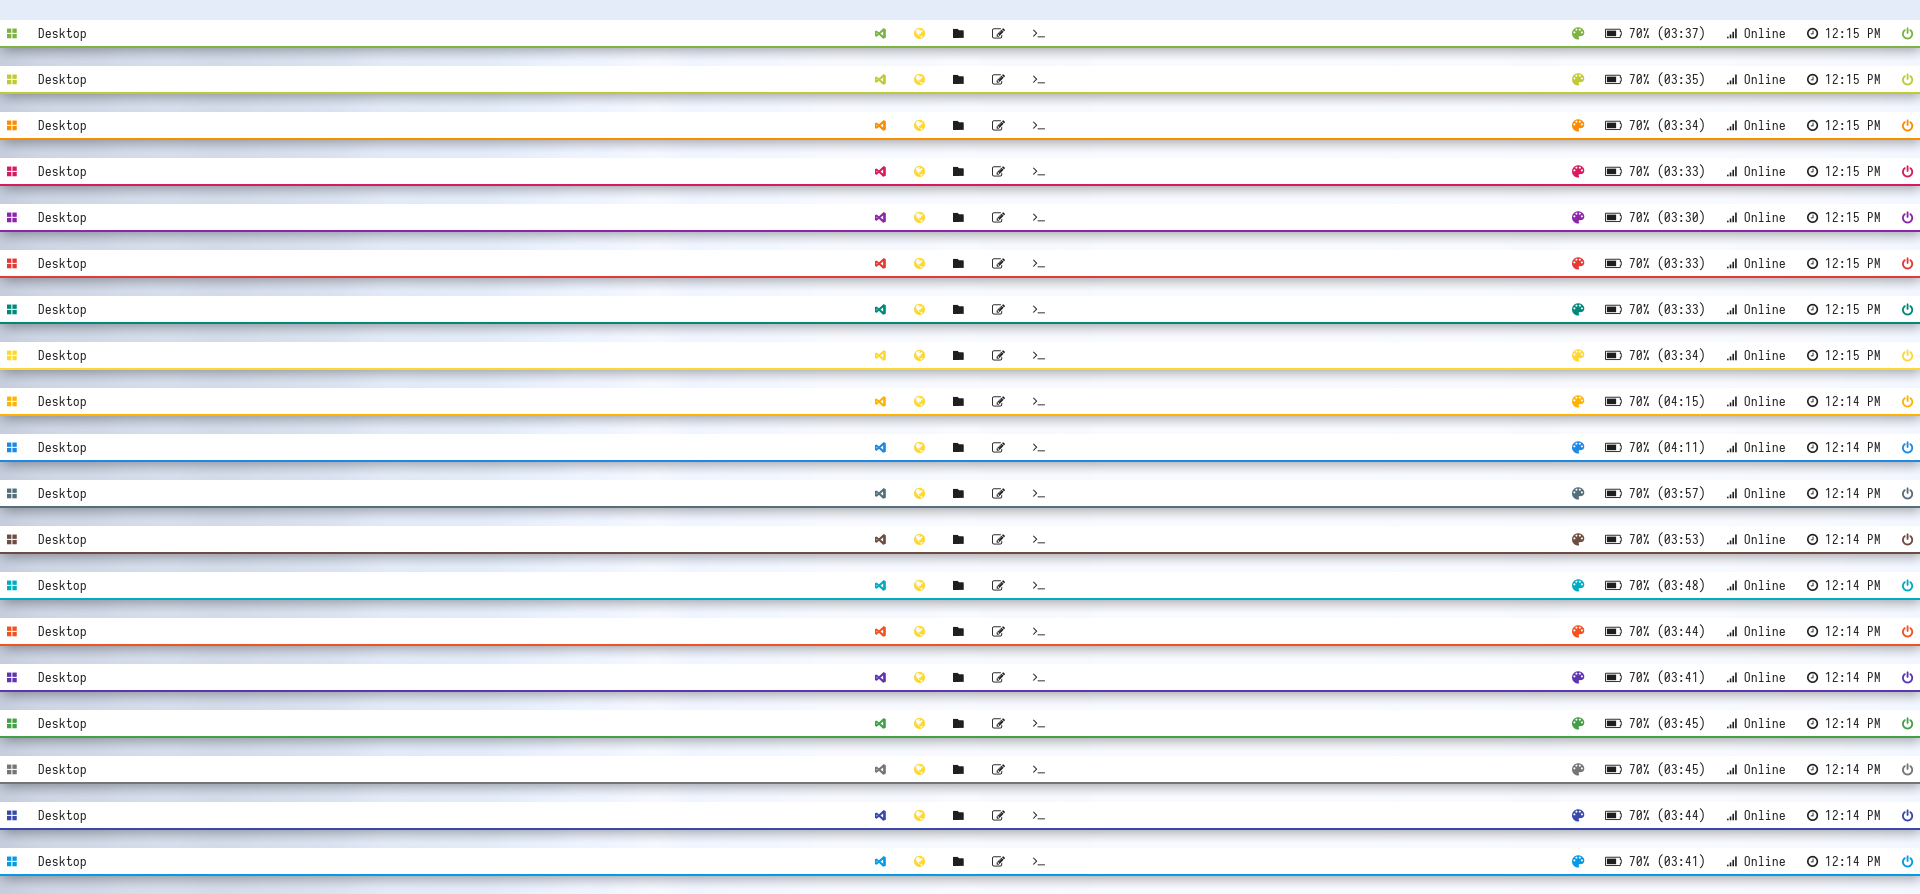 Desktop 70% (03:37) Online 12:15 PM
Desktop 70% (03:35) Online 12:15 PM
Desktop 70% (03:34) Online 12:15 PM
Desktop 70% (03:33) Online 12:15 PM
Desktop 70% (03:30) Online 12:15 PM
Desktop 70% (03:33) Online 12:15 PM
Desktop 70% (03:33) Online 12:15 PM
Desktop 70% (03:34) Online 12:15 PM
Desktop 70% (04:15) Online 12:14 PM
Desktop 70% (04:11) Online 12:14 PM
Desktop 70% (03:57) Online 12:14 PM
Desktop 70% (03:53) Online 12:14 PM
Desktop 70% (03:48) Online 12:14 PM
Desktop 70% (03:44) Online 12:14 PM
Desktop 70% (03:41) Online 12:14 PM
Desktop 70% (03:45) Online 12:14 PM
Desktop 70% (03:45) Online 12:14 PM
Desktop 70% (03:44) Online 12:14 PM
Desktop 70% (03:41) Online 12:14 PM